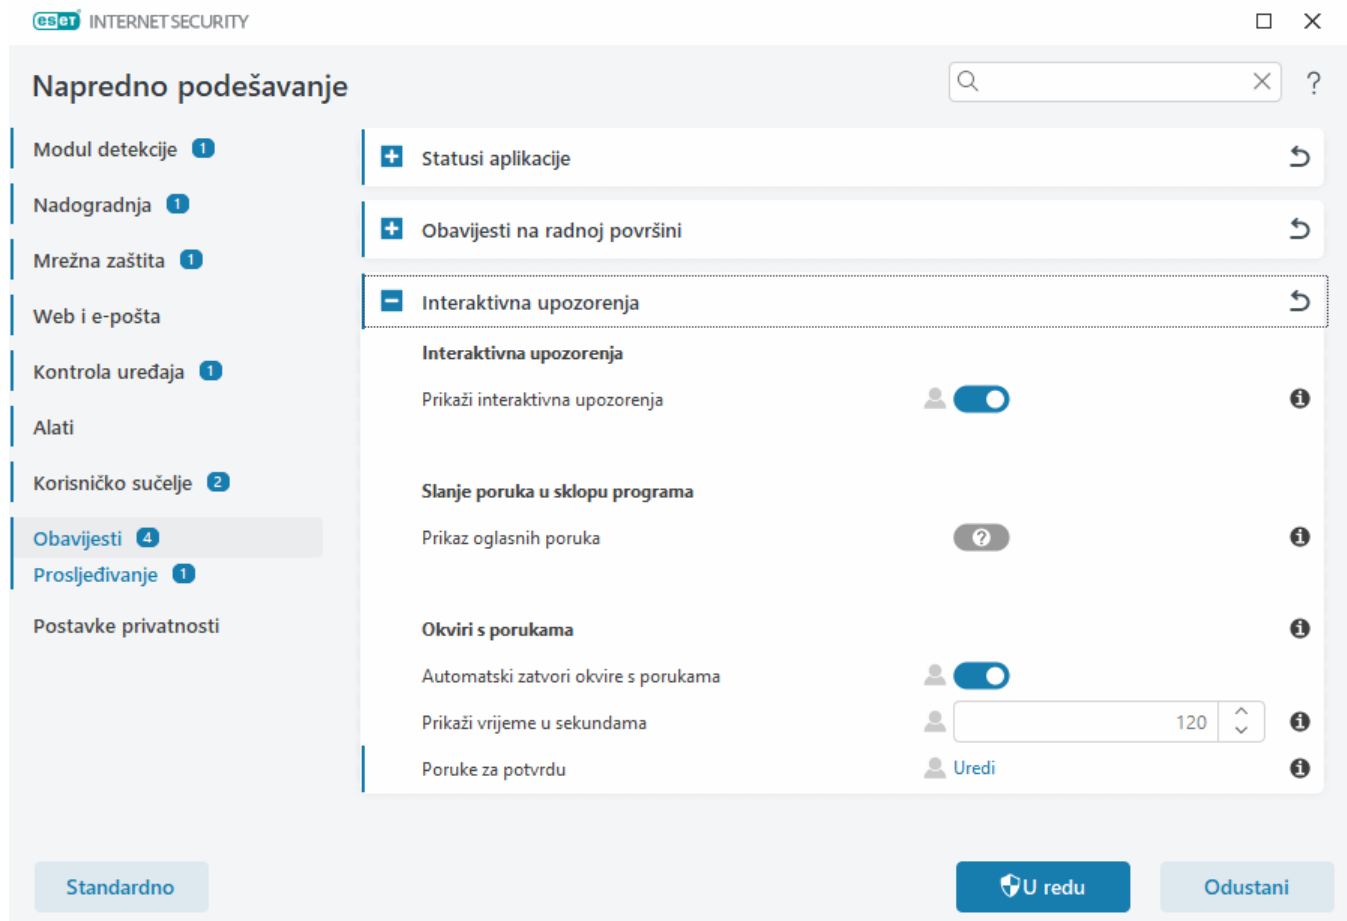 eset INTERNET SECURITY
Napredno podešavanje
?
Modul detekcije 1
Nadogradnja 1
Mrežna zaštita 1
Web i e-pošta
Kontrola uređaja 1
Alati
Korisničko sučelje 2
Obavijesti 4
Prosljeđivanje 1
Postavke privatnosti
Statusi aplikacije
Obavijesti na radnoj površini
Interaktivna upozorenja
Interaktivna upozorenja
Prikaži interaktivna upozorenja
Slanje poruka u sklopu programa
Prikaz oglasnih poruka
Okviri s porukama
Automatski zatvori okvire s porukama
Prikaži vrijeme u sekundama 120
Poruke za potvrdu Uredi
Standardno
U redu
Odustani